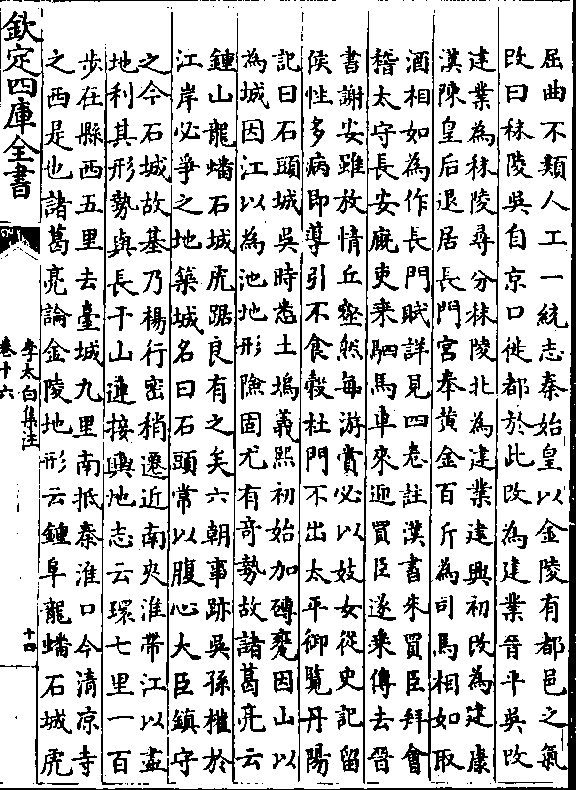 屈曲不類人工一統志秦始皇以金陵有都邑之氣
改曰秣陵吳自京口徙都於此改為建業晉平吳改
建業為秣陵尋分秣陵北為建業建興初改為建康
漢陳皇后退居長門宮奉黄金百斤為司馬相如取
酒相如為作長門賦詳見四卷註漢書朱買臣拜會
稽太守長安廐吏乘駟馬車來迎買臣遂乘傳去晉
書謝安雖放情丘壑然每游賞必以妓女從史記留
侯性多病即導引不食穀杜門不出太平御覽丹陽
記曰石頭城吳時悉土塢義熙初始加磚甃因山以
為城因江以為池地形險固尤有奇勢故諸葛亮云
鍾山龍蟠石城虎踞良有之矣六朝事跡吳孫權於
江岸必爭之地築城名曰石頭常以腹心大臣鎮守
之今石城故基乃楊行密稍遷近南夾淮帶江以盡
地利其形勢與長干山連接輿地志云環七里一百
步在縣西五里去臺城九里南抵秦淮口今清凉寺
之西是也諸葛亮論金陵地形云鍾阜龍蟠石城虎
欽定四庫全書
李太白集注
卷十六
十四